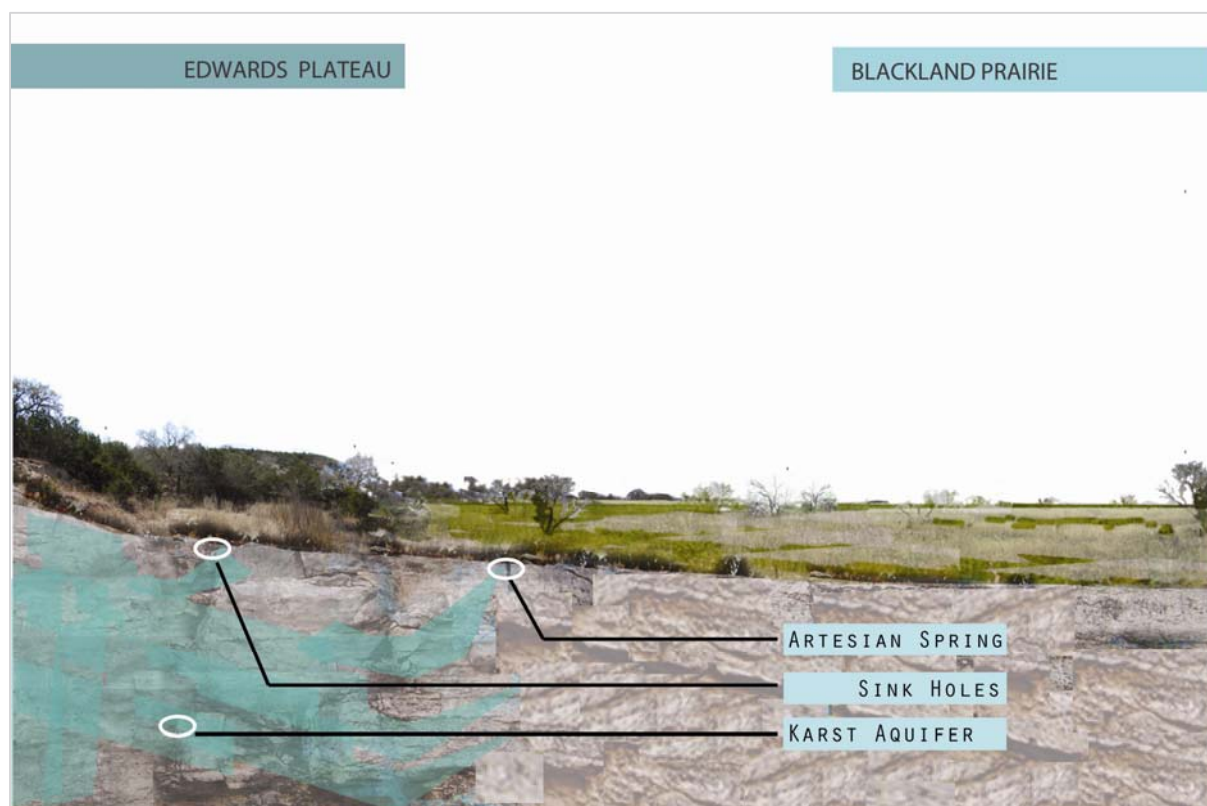 EDWARDS PLATEAU
BLACKLAND PRAIRIE
ARTESIAN SPRING
SINK HOLES
KARST AQUIFER